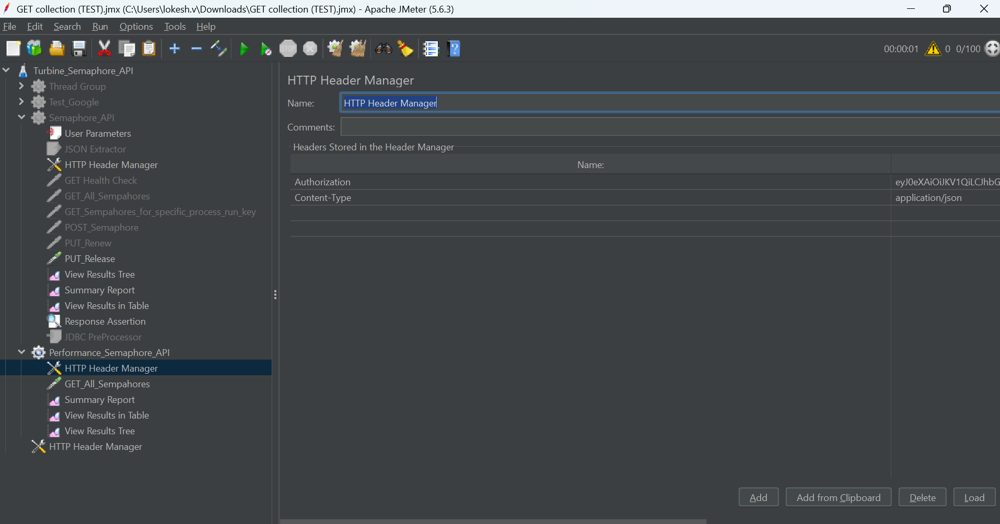 GET collection (TEST).jmx (C:\Users\lokesh.v\Downloads\GET collection (TEST).jmx) - Apache JMeter (5.6.3)
File Edit Search Run Options Tools Help
STOP
00:00:01 0 0/100
Turbine_Semaphore_API
Thread Group
Test_Google
Semaphore_API
User Parameters
JSON Extractor
HTTP Header Manager
GET Health Check
GET_All_Sempahores
GET_Sempahores_for_specific_process_run_key
POST_Semaphore
PUT_Renew
PUT_Release
View Results Tree
Summary Report
View Results in Table
Response Assertion
JDBC PreProcessor
Performance_Semaphore_API
HTTP Header Manager
GET_All_Sempahores
Summary Report
View Results in Table
View Results Tree
HTTP Header Manager
HTTP Header Manager
Name: HTTP Header Manager
Comments:
Headers Stored in the Header Manager
Name:
Authorization eyJ0eXAiOiJKV1QiLCJhbG
Content-Type application/json
Add Add from Clipboard Delete Load